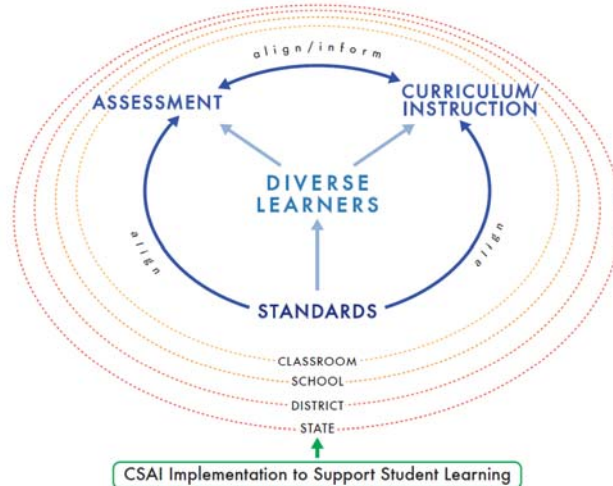 align/inform
ASSESSMENT
CURRICULUM/
INSTRUCTION
DIVERSE
LEARNERS
align
align
STANDARDS
CLASSROOM
SCHOOL
DISTRICT
STATE
CSAI Implementation to Support Student Learning